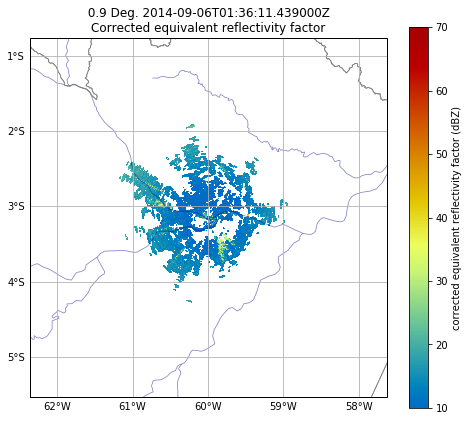 0.9 Deg. 2014-09-06T01:36:11.439000Z
Corrected equivalent reflectivity factor
1°S
2°S
3°S
4°S
5°S
62°W 61°W 60°W 59°W 58°W
70
60
50
40
30
20
10
corrected equivalent reflectivity factor (dBZ)